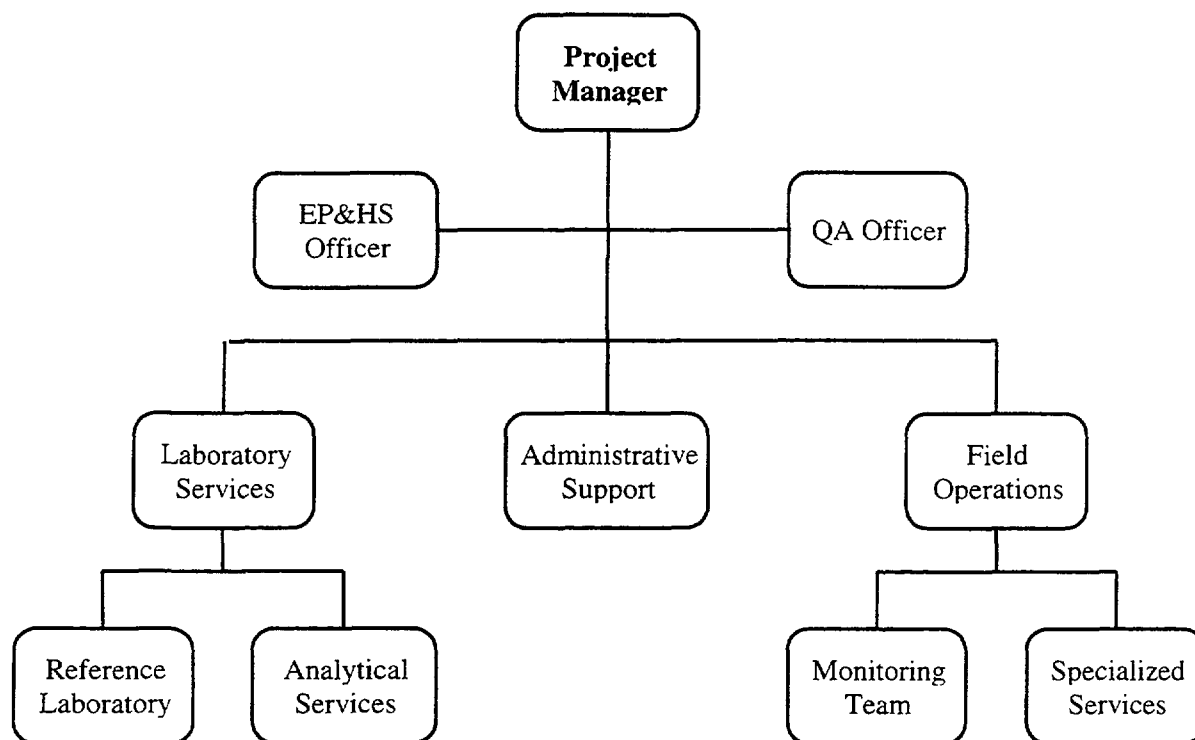 Project
Manager
EP&HS
Officer
QA Officer
Laboratory
Services
Administrative
Support
Field
Operations
Reference
Laboratory
Analytical
Services
Monitoring
Team
Specialized
Services